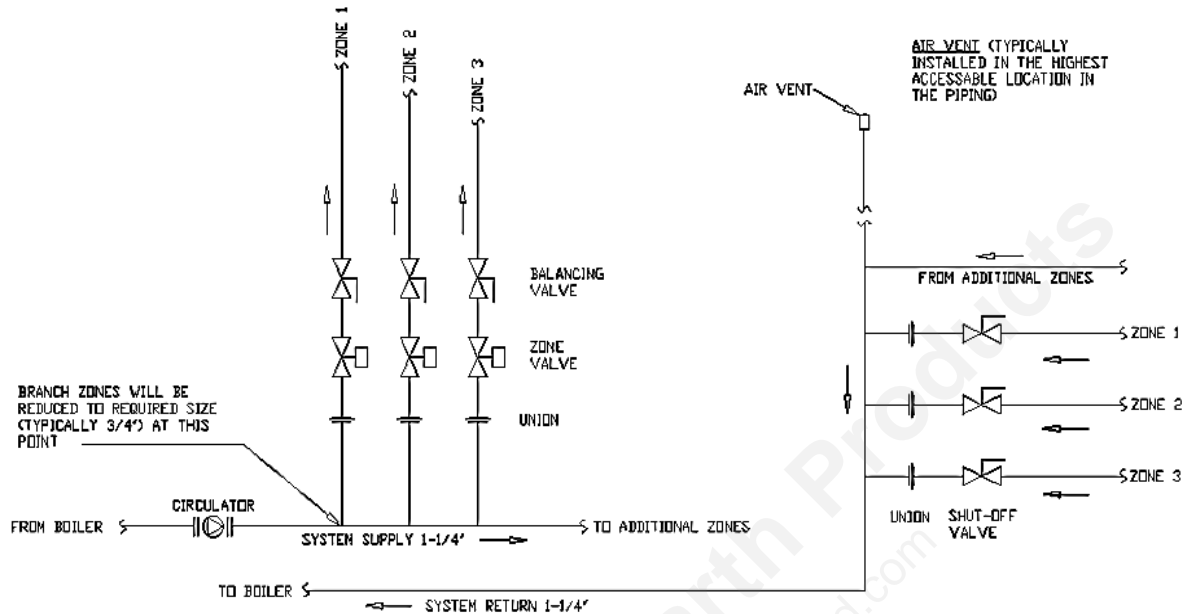 ZONE 1
ZONE 2
ZONE 3
AIR VENT (TYPICALLY
INSTALLED IN THE HIGHEST
ACCESSABLE LOCATION IN
THE PIPING)
AIR VENT
BALANCING
VALVE
FROM ADDITIONAL ZONES
ZONE 1
ZONE
VALVE
BRANCH ZONES WILL BE
REDUCED TO REQUIRED SIZE
(TYPICALLY 3/4") AT THIS
POINT
ZONE 2
UNION
ZONE 3
CIRCULATOR
UNION
SHUT-OFF
VALVE
FROM BOILER
TO ADDITIONAL ZONES
SYSTEM SUPPLY 1-1/4"
TO BOILER
SYSTEM RETURN 1-1/4"
Products